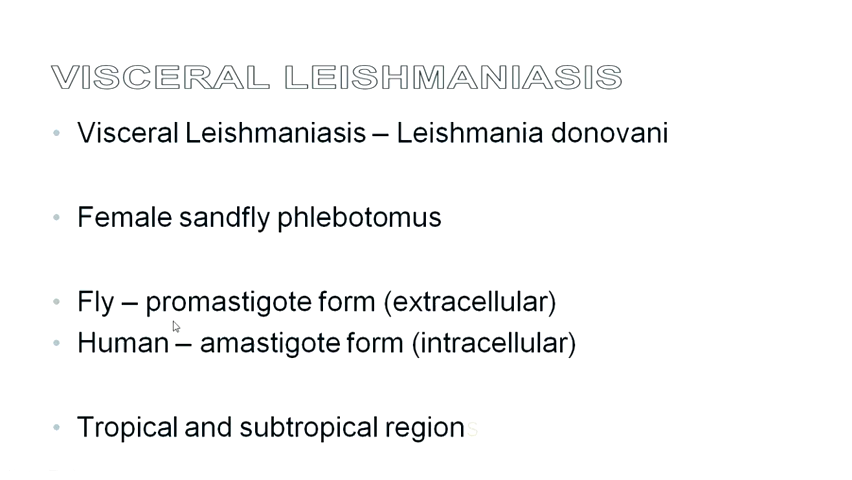 VISCERAL LEISHMANIASIS
• Visceral Leishmaniasis – Leishmania donovani
• Female sandfly phlebotomus
• Fly – promastigote form (extracellular)
• Human – amastigote form (intracellular)
• Tropical and subtropical regions